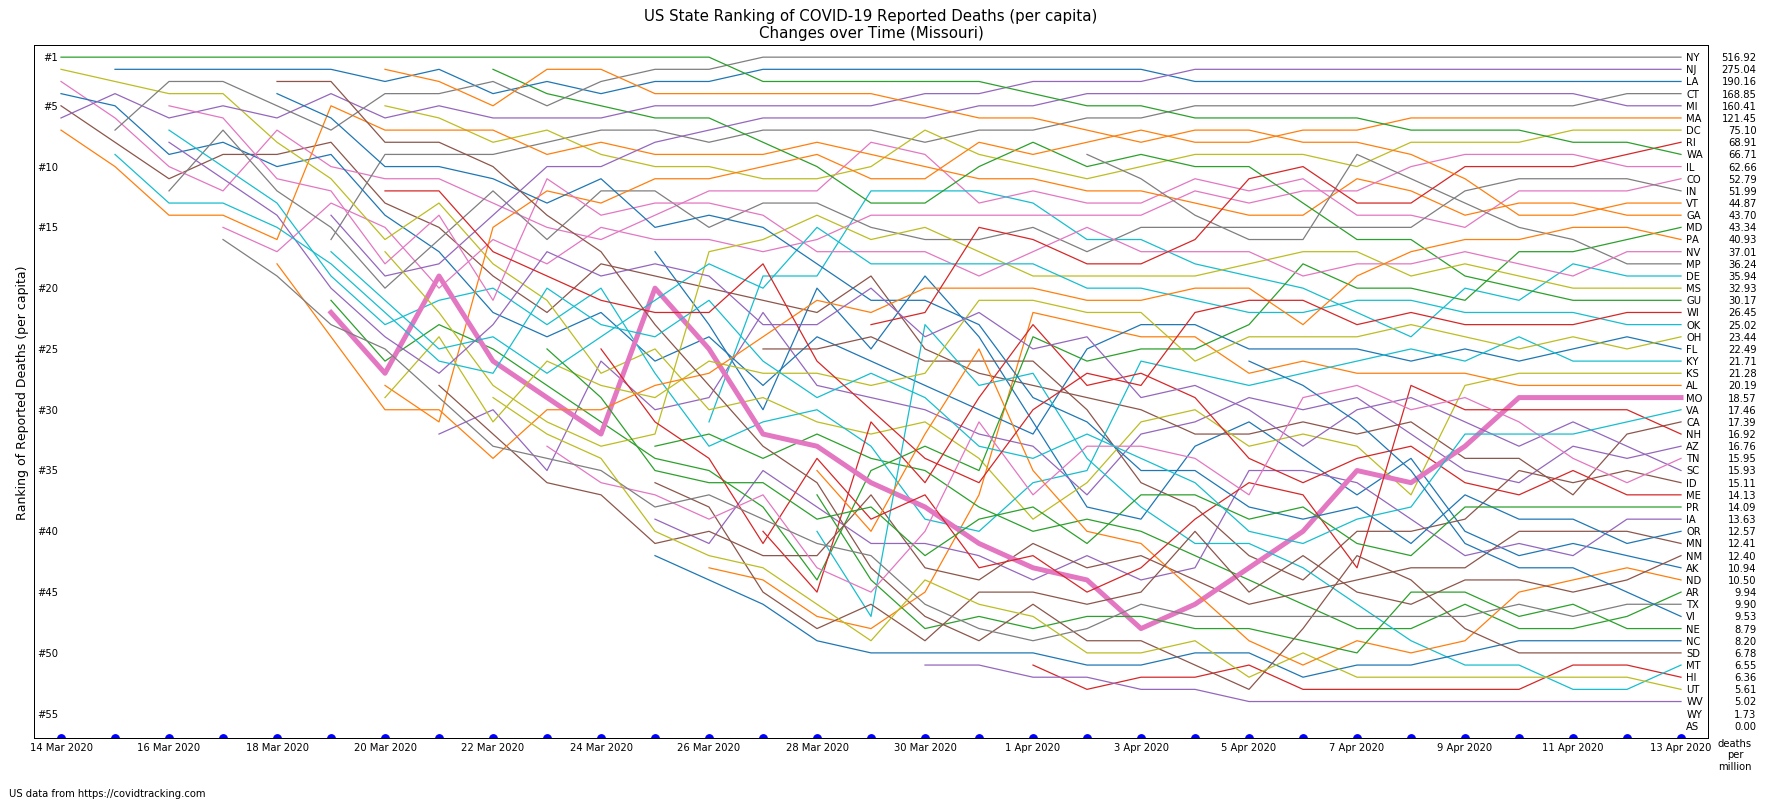 US State Ranking of COVID-19 Reported Deaths (per capita)
Changes over Time (Missouri)
Ranking of Reported Deaths (per capita)
#1
#5
#10
#15
#20
#25
#30
#35
#40
#45
#50
#55
NY 516.92
NJ 275.04
LA 190.16
CT 168.85
MI 160.41
MA 121.45
DC 75.10
RI 68.91
WA 66.71
IL 62.66
CO 52.79
IN 51.99
VT 44.87
GA 43.70
MD 43.34
PA 40.93
NV 37.01
MP 36.24
DE 35.94
MS 32.93
GU 30.17
WI 26.45
OK 25.02
OH 23.44
FL 22.49
KY 21.71
KS 21.28
AL 20.19
MO 18.57
VA 17.46
CA 17.39
NH 16.92
AZ 16.76
TN 15.95
SC 15.93
ID 15.11
ME 14.13
PR 14.09
IA 13.63
OR 12.57
MN 12.41
NM 12.40
AK 10.94
ND 10.50
AR 9.94
TX 9.90
VI 9.53
NE 8.79
NC 8.20
SD 6.78
MT 6.55
HI 6.36
UT 5.61
WV 5.02
WY 1.73
AS 0.00
14 Mar 2020 16 Mar 2020 18 Mar 2020 20 Mar 2020 22 Mar 2020 24 Mar 2020 26 Mar 2020 28 Mar 2020 30 Mar 2020 1 Apr 2020 3 Apr 2020 5 Apr 2020 7 Apr 2020 9 Apr 2020 11 Apr 2020 13 Apr 2020
deaths
per
million
US data from https://covidtracking.com